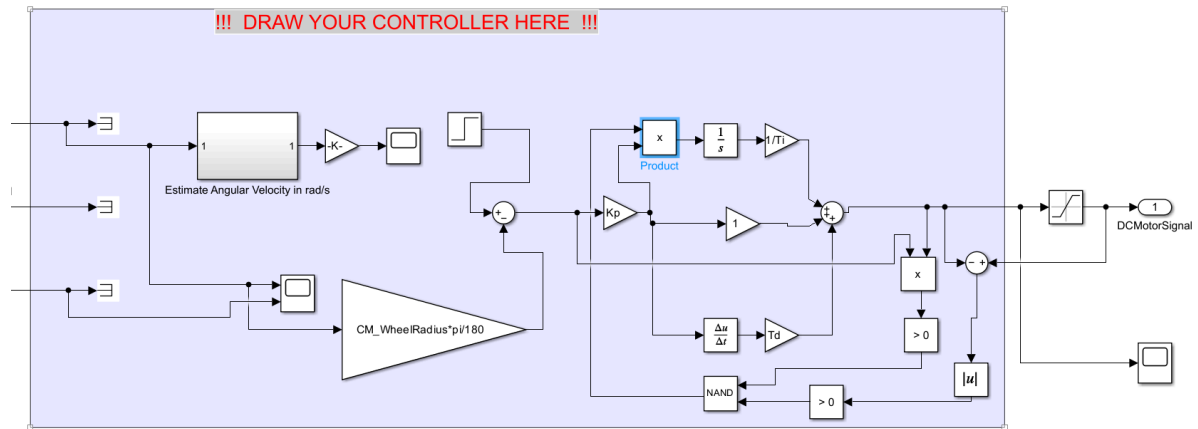 !!! DRAW YOUR CONTROLLER HERE !!!
1 1
-K-
Estimate Angular Velocity in rad/s
x
Product
1
s
1/Ti
+
−
Kp
1
+
+
+
1
DCMotorSignal
− +
x
CM_WheelRadius*pi/180
Δu
Δt
Td
> 0
|u|
NAND
> 0